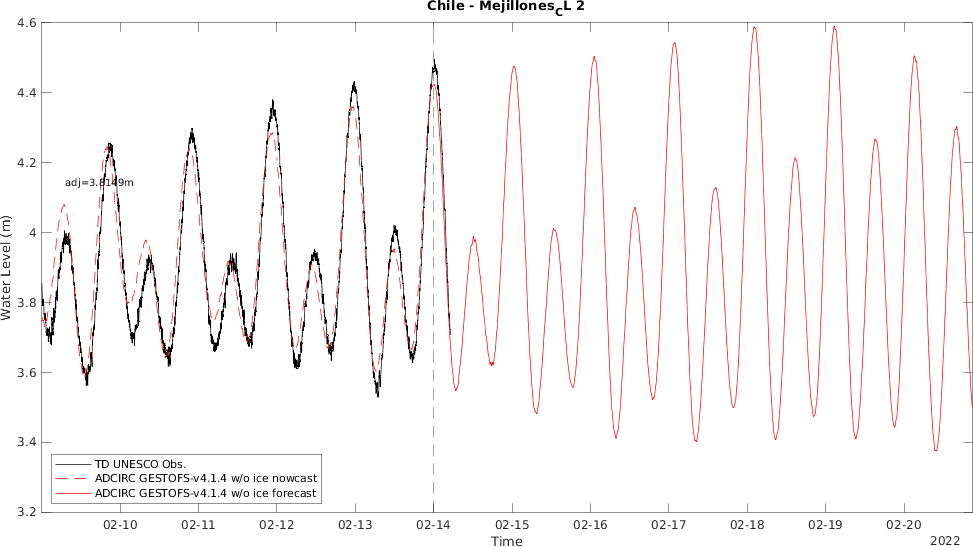 Chile - Mejillones_CL 2
4.6
4.4
4.2
4
3.8
3.6
3.4
3.2
Water Level (m)
adj=3.8149m
TD UNESCO Obs.
ADCIRC GESTOFS-v4.1.4 w/o ice nowcast
ADCIRC GESTOFS-v4.1.4 w/o ice forecast
02-10 02-11 02-12 02-13 02-14 02-15 02-16 02-17 02-18 02-19 02-20
Time
2022